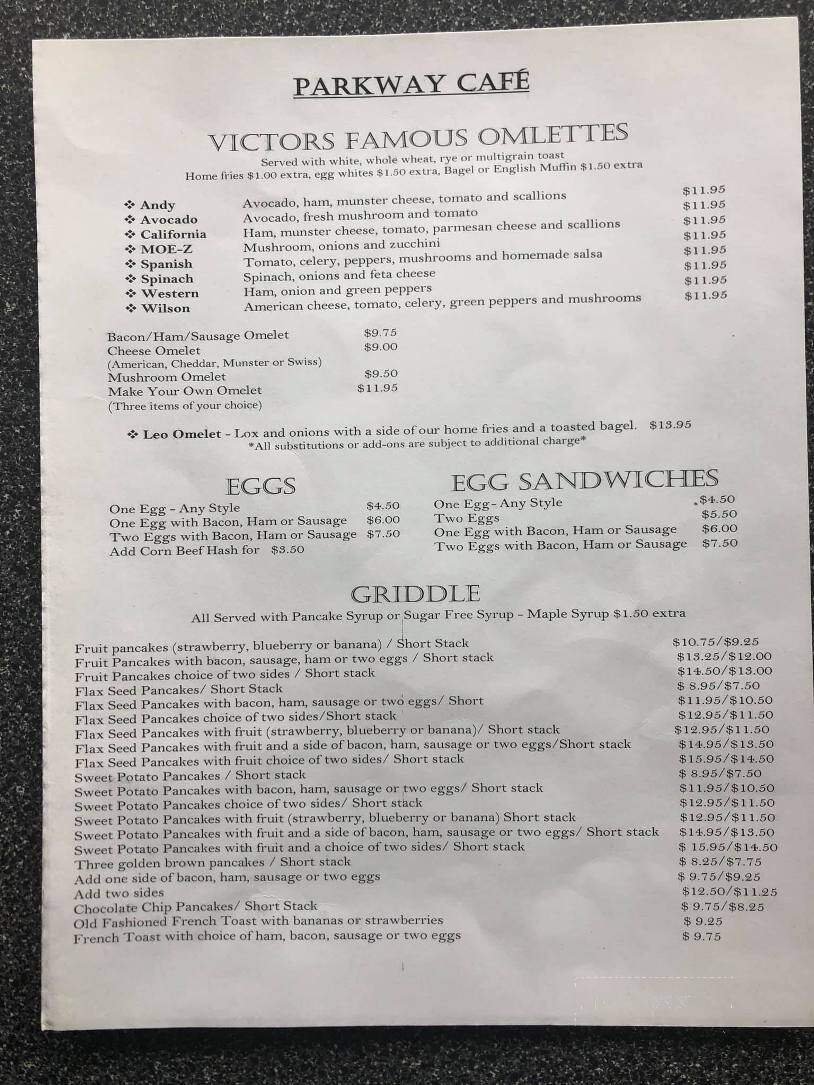 PARKWAY CAFÉ
VICTORS FAMOUS OMLETTES
Served with white, whole wheat, rye or multigrain toast
Home fries $1.00 extra, egg whites $1.50 extra, Bagel or English Muffin $1.50 extra
❖ Andy Avocado, ham, munster cheese, tomato and scallions $11.95
❖ Avocado Avocado, fresh mushroom and tomato $11.95
❖ California Ham, munster cheese, tomato, parmesan cheese and scallions $11.95
❖ MOE-Z Mushroom, onions and zucchini $11.95
❖ Spanish Tomato, celery, peppers, mushrooms and homemade salsa $11.95
❖ Spinach Spinach, onions and feta cheese $11.95
❖ Western Ham, onion and green peppers $11.95
❖ Wilson American cheese, tomato, celery, green peppers and mushrooms $11.95
Bacon/Ham/Sausage Omelet $9.75
Cheese Omelet $9.00
(American, Cheddar, Munster or Swiss)
Mushroom Omelet $9.50
Make Your Own Omelet $11.95
(Three items of your choice)
❖ Leo Omelet - Lox and onions with a side of our home fries and a toasted bagel. $13.95
*All substitutions or add-ons are subject to additional charge*
EGGS
One Egg - Any Style $4.50
One Egg with Bacon, Ham or Sausage $6.00
Two Eggs with Bacon, Ham or Sausage $7.50
Add Corn Beef Hash for $3.50
EGG SANDWICHES
One Egg- Any Style $4.50
Two Eggs $5.50
One Egg with Bacon, Ham or Sausage $6.00
Two Eggs with Bacon, Ham or Sausage $7.50
GRIDDLE
All Served with Pancake Syrup or Sugar Free Syrup - Maple Syrup $1.50 extra
Fruit pancakes (strawberry, blueberry or banana) / Short Stack $10.75/$9.25
Fruit Pancakes with bacon, sausage, ham or two eggs / Short stack $13.25/$12.00
Fruit Pancakes choice of two sides / Short stack $14.50/$13.00
Flax Seed Pancakes/ Short Stack $ 8.95/$7.50
Flax Seed Pancakes with bacon, ham, sausage or two eggs/ Short $11.95/$10.50
Flax Seed Pancakes choice of two sides/Short stack $12.95/$11.50
Flax Seed Pancakes with fruit (strawberry, blueberry or banana)/ Short stack $12.95/$11.50
Flax Seed Pancakes with fruit and a side of bacon, ham, sausage or two eggs/Short stack $14.95/$13.50
Flax Seed Pancakes with fruit choice of two sides/ Short stack $15.95/$14.50
Sweet Potato Pancakes / Short stack $ 8.95/$7.50
Sweet Potato Pancakes with bacon, ham, sausage or two eggs/ Short stack $11.95/$10.50
Sweet Potato Pancakes choice of two sides/ Short stack $12.95/$11.50
Sweet Potato Pancakes with fruit (strawberry, blueberry or banana) Short stack $12.95/$11.50
Sweet Potato Pancakes with fruit and a side of bacon, ham, sausage or two eggs/ Short stack $14.95/$13.50
Sweet Potato Pancakes with fruit and a choice of two sides/ Short stack $ 15.95/$14.50
Three golden brown pancakes / Short stack $ 8.25/$7.75
Add one side of bacon, ham, sausage or two eggs $ 9.75/$9.25
Add two sides $12.50/$11.25
Chocolate Chip Pancakes/ Short Stack $ 9.75/$8.25
Old Fashioned French Toast with bananas or strawberries $ 9.25
French Toast with choice of ham, bacon, sausage or two eggs $ 9.75